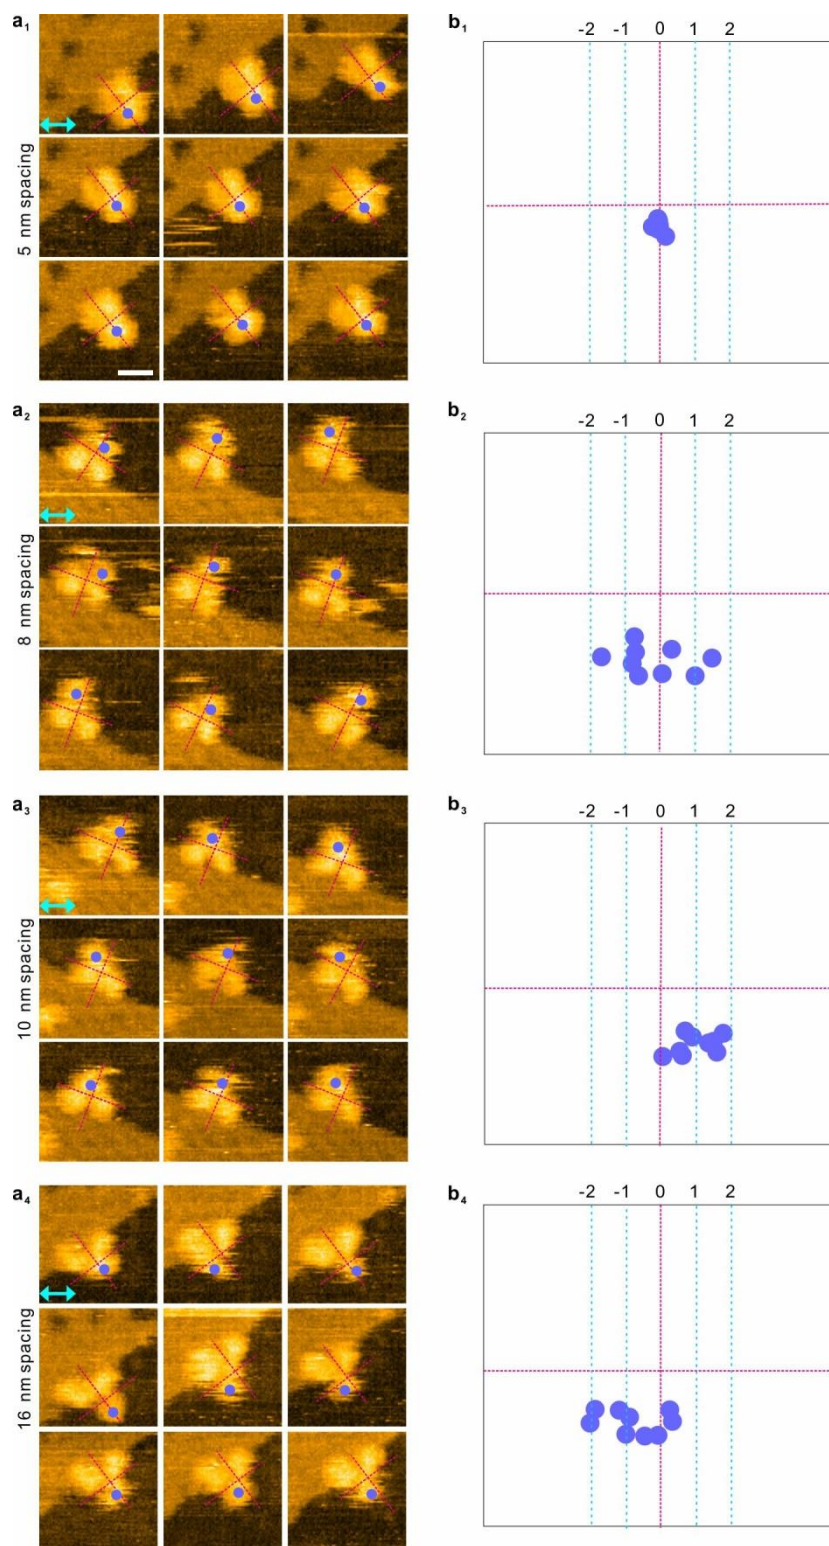 a1
b1
-2 -1 0 1 2
5 nm spacing
a2
b2
-2 -1 0 1 2
8 nm spacing
a3
b3
-2 -1 0 1 2
10 nm spacing
a4
b4
-2 -1 0 1 2
16 nm spacing